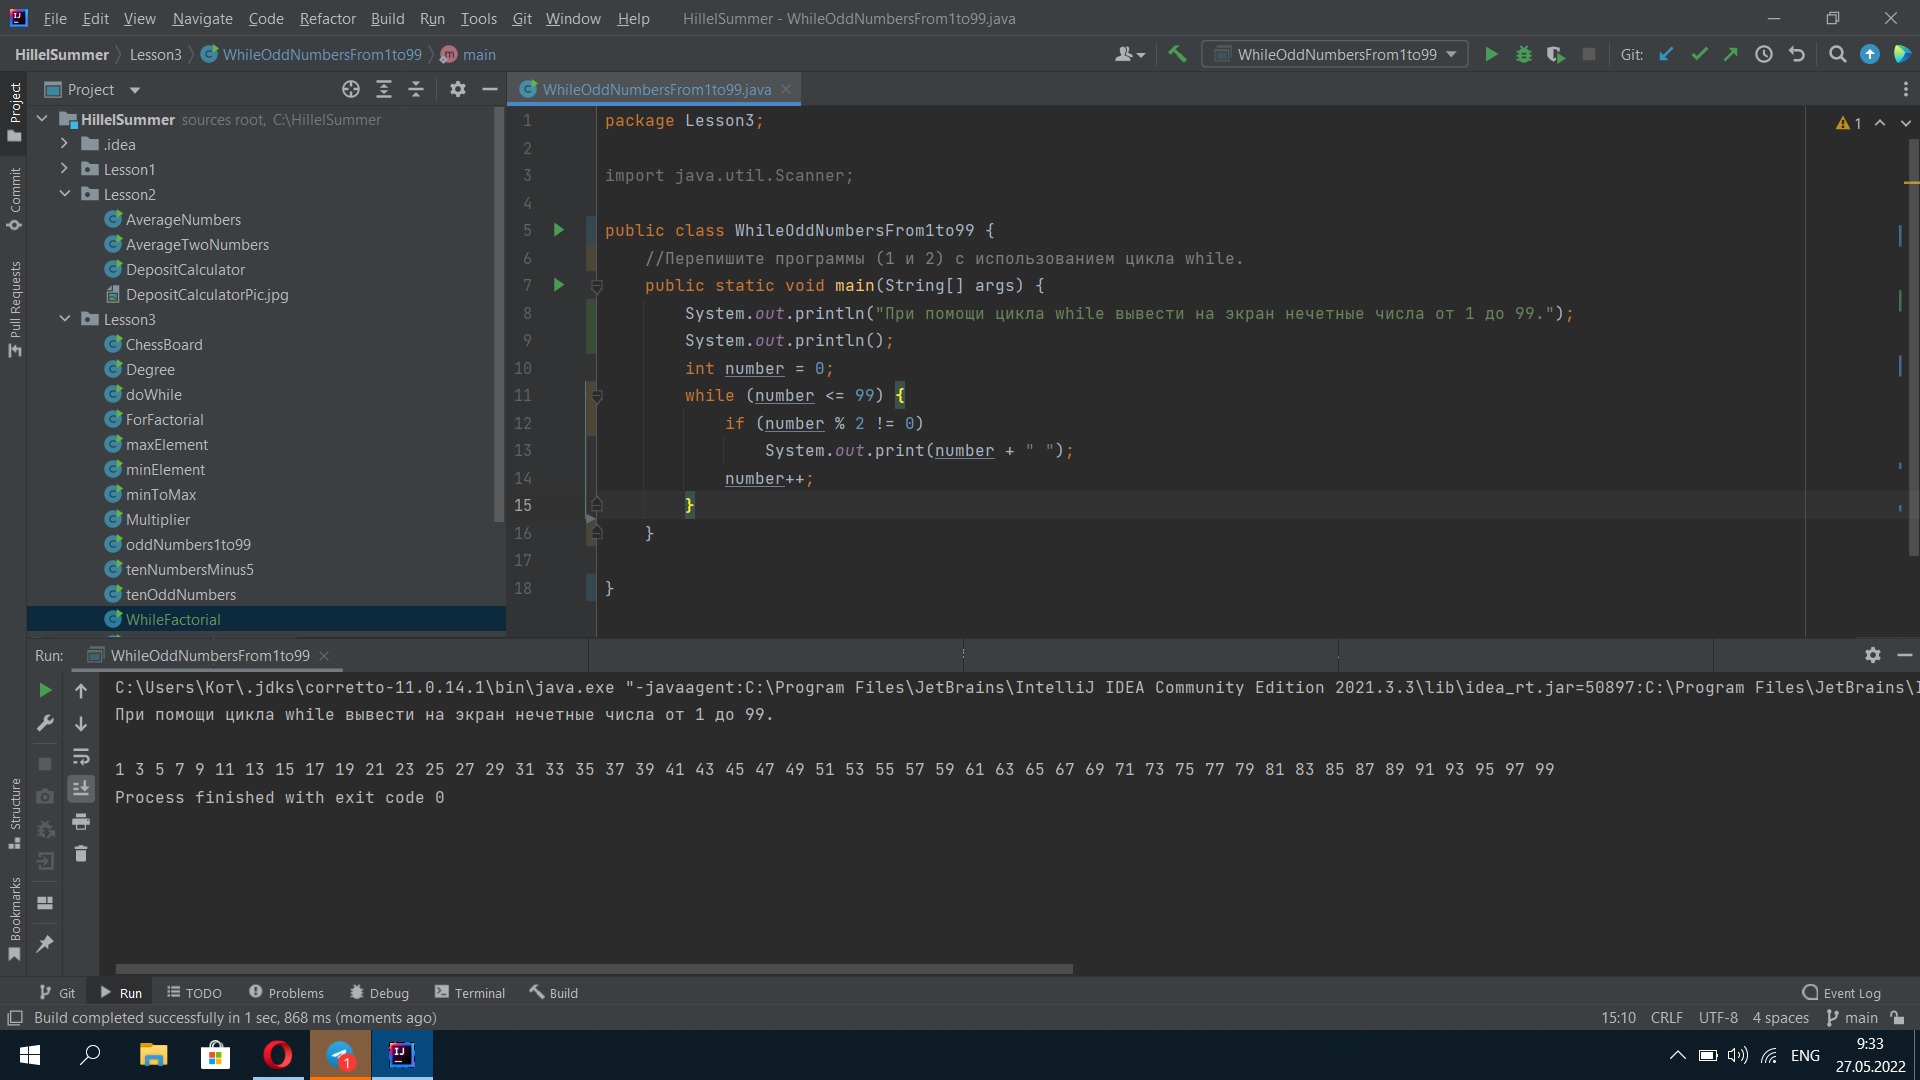 File Edit View Navigate Code Refactor Build Run Tools Git Window Help HillelSummer - WhileOddNumbersFrom1to99.java
HillelSummer Lesson3 WhileOddNumbersFrom1to99 main WhileOddNumbersFrom1to99 Git:
Project
WhileOddNumbersFrom1to99.java
Project
Commit
Pull Requests
Structure
Bookmarks
HillelSummer sources root, C:\HillelSummer
.idea
Lesson1
Lesson2
AverageNumbers
AverageTwoNumbers
DepositCalculator
DepositCalculatorPic.jpg
Lesson3
ChessBoard
Degree
doWhile
ForFactorial
maxElement
minElement
minToMax
Multiplier
oddNumbers1to99
tenNumbersMinus5
tenOddNumbers
WhileFactorial
1 package Lesson3;
2
3 import java.util.Scanner;
4
5 public class WhileOddNumbersFrom1to99 {
6 //Перепишите программы (1 и 2) с использованием цикла while.
7 public static void main(String[] args) {
8 System.out.println("При помощи цикла while вывести на экран нечетные числа от 1 до 99.");
9 System.out.println();
10 int number = 0;
11 while (number <= 99) {
12 if (number % 2 != 0)
13 System.out.print(number + " ");
14 number++;
15 }
16 }
17
18 }
1
Run: WhileOddNumbersFrom1to99
C:\Users\Кот\.jdks\corretto-11.0.14.1\bin\java.exe "-javaagent:C:\Program Files\JetBrains\IntelliJ IDEA Community Edition 2021.3.3\lib\idea_rt.jar=50897:C:\Program Files\JetBrains\I
При помощи цикла while вывести на экран нечетные числа от 1 до 99.
1 3 5 7 9 11 13 15 17 19 21 23 25 27 29 31 33 35 37 39 41 43 45 47 49 51 53 55 57 59 61 63 65 67 69 71 73 75 77 79 81 83 85 87 89 91 93 95 97 99
Process finished with exit code 0
Git Run TODO Problems Debug Terminal Build Event Log
Build completed successfully in 1 sec, 868 ms (moments ago) 15:10 CRLF UTF-8 4 spaces main
1 IJ ENG
9:33
27.05.2022